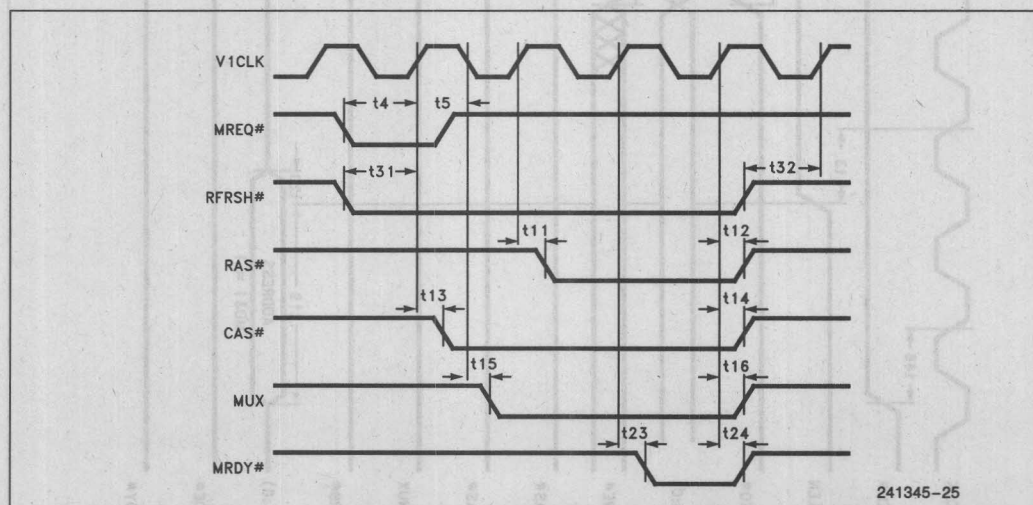 V1CLK
t4
t5
MREQ#
t31
t32
RFRSH#
t11
t12
RAS#
t13
t14
CAS#
t15
t16
MUX
t23
t24
MRDY#
241345-25